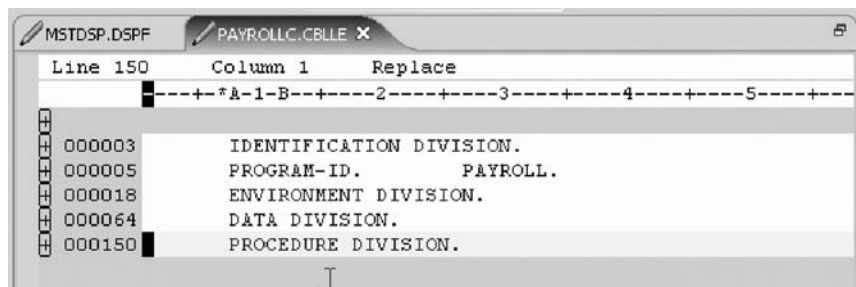 MSTDSP.DSPF PAYROLLC.CBLLE
Line 150 Column 1 Replace
----+-*A-1-B--+----2----+----3----+----4----+----5----+---
000003 IDENTIFICATION DIVISION.
000005 PROGRAM-ID. PAYROLL.
000018 ENVIRONMENT DIVISION.
000064 DATA DIVISION.
000150 PROCEDURE DIVISION.